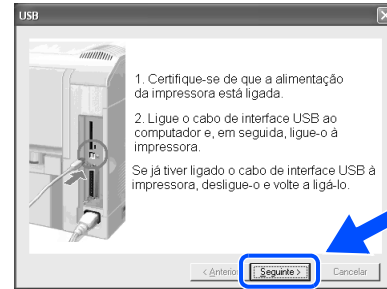 USB
1. Certifique-se de que a alimentação
da impressora está ligada.
2. Ligue o cabo de interface USB ao
computador e, em seguida, ligue-o à
impressora.
Se já tiver ligado o cabo de interface USB à
impressora, desligue-o e volte a ligá-lo.
< Anterior Seguinte > Cancelar